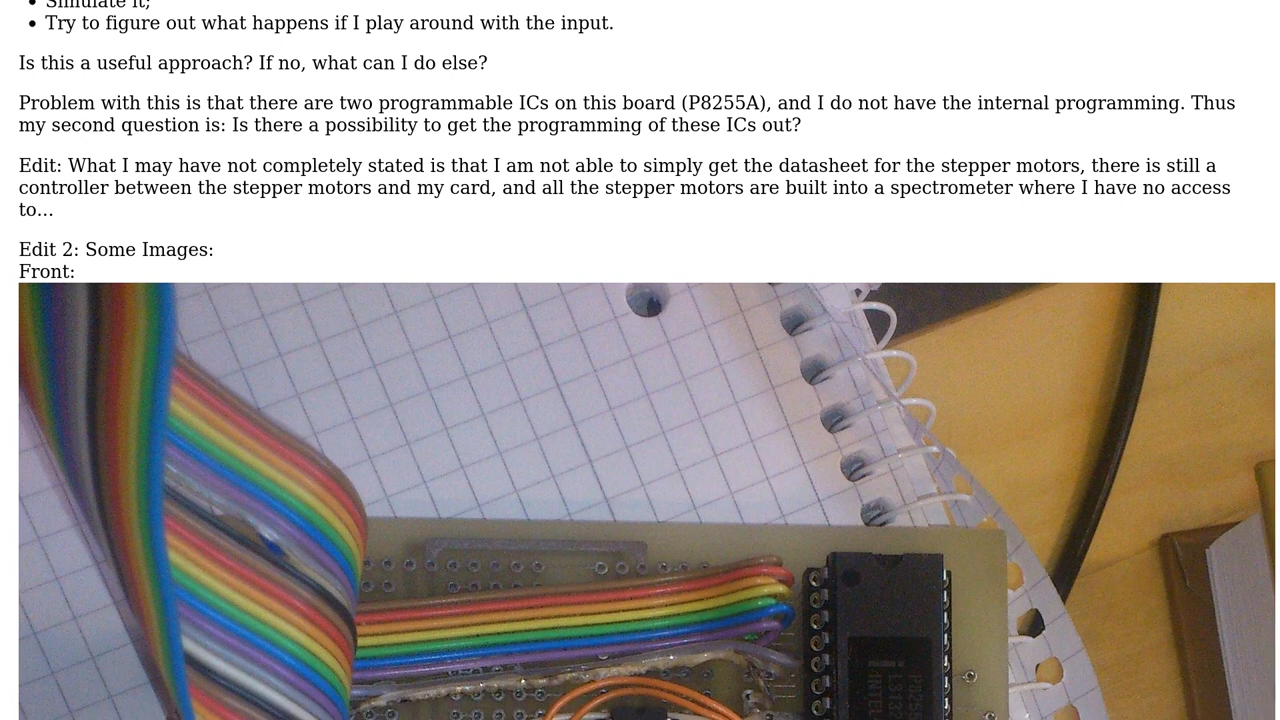 Simulate it;
Try to figure out what happens if I play around with the input.
Is this a useful approach? If no, what can I do else?
Problem with this is that there are two programmable ICs on this board (P8255A), and I do not have the internal programming. Thus
my second question is: Is there a possibility to get the programming of these ICs out?
Edit: What I may have not completely stated is that I am not able to simply get the datasheet for the stepper motors, there is still a
controller between the stepper motors and my card, and all the stepper motors are built into a spectrometer where I have no access
to...
Edit 2: Some Images:
Front: